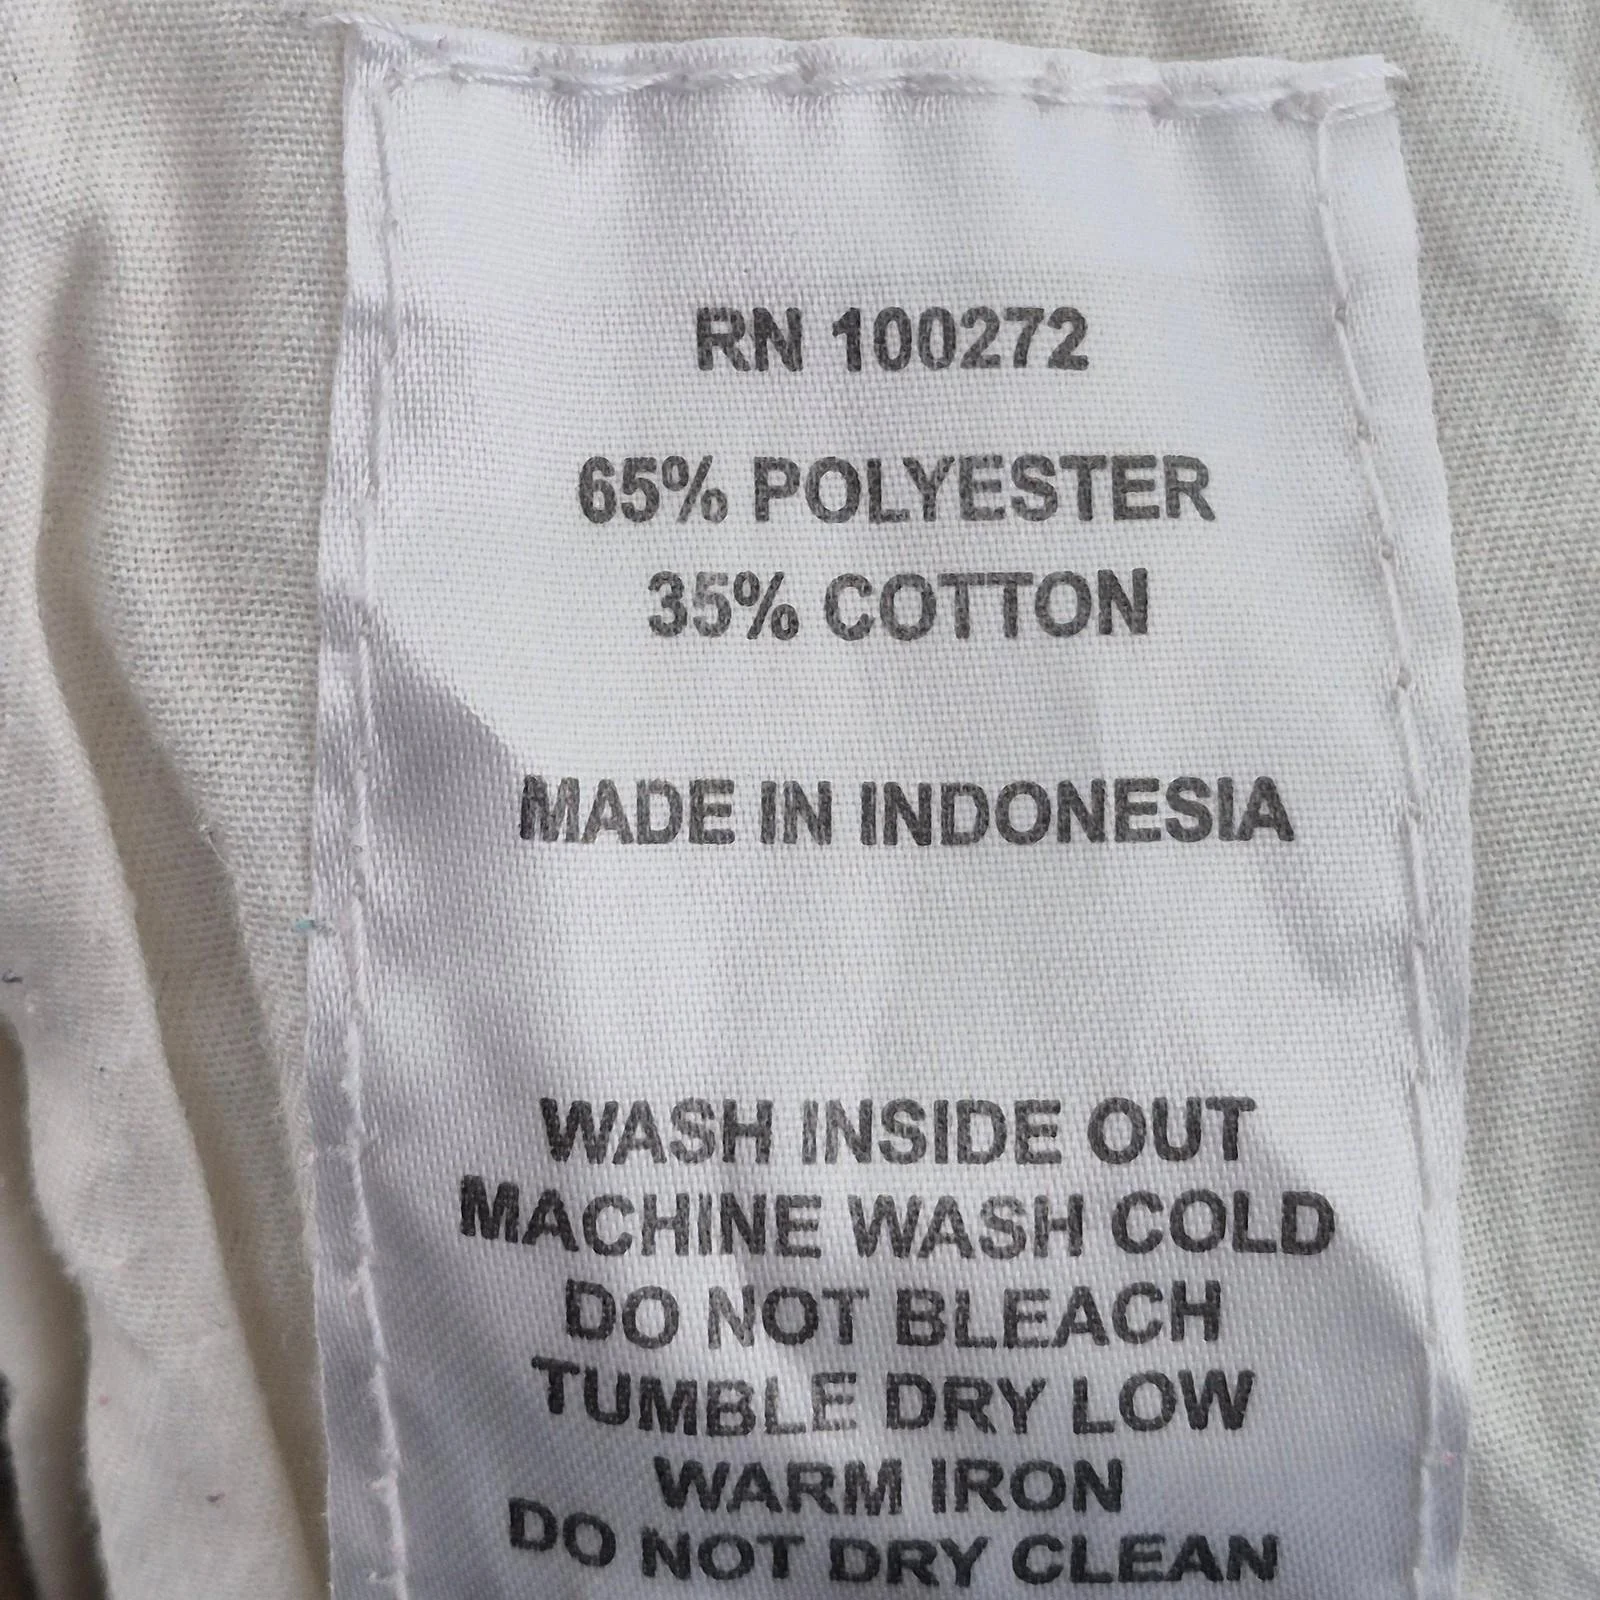 RN 100272
65% POLYESTER
35% COTTON
MADE IN INDONESIA
WASH INSIDE OUT
MACHINE WASH COLD
DO NOT BLEACH
TUMBLE DRY LOW
WARM IRON
DO NOT DRY CLEAN